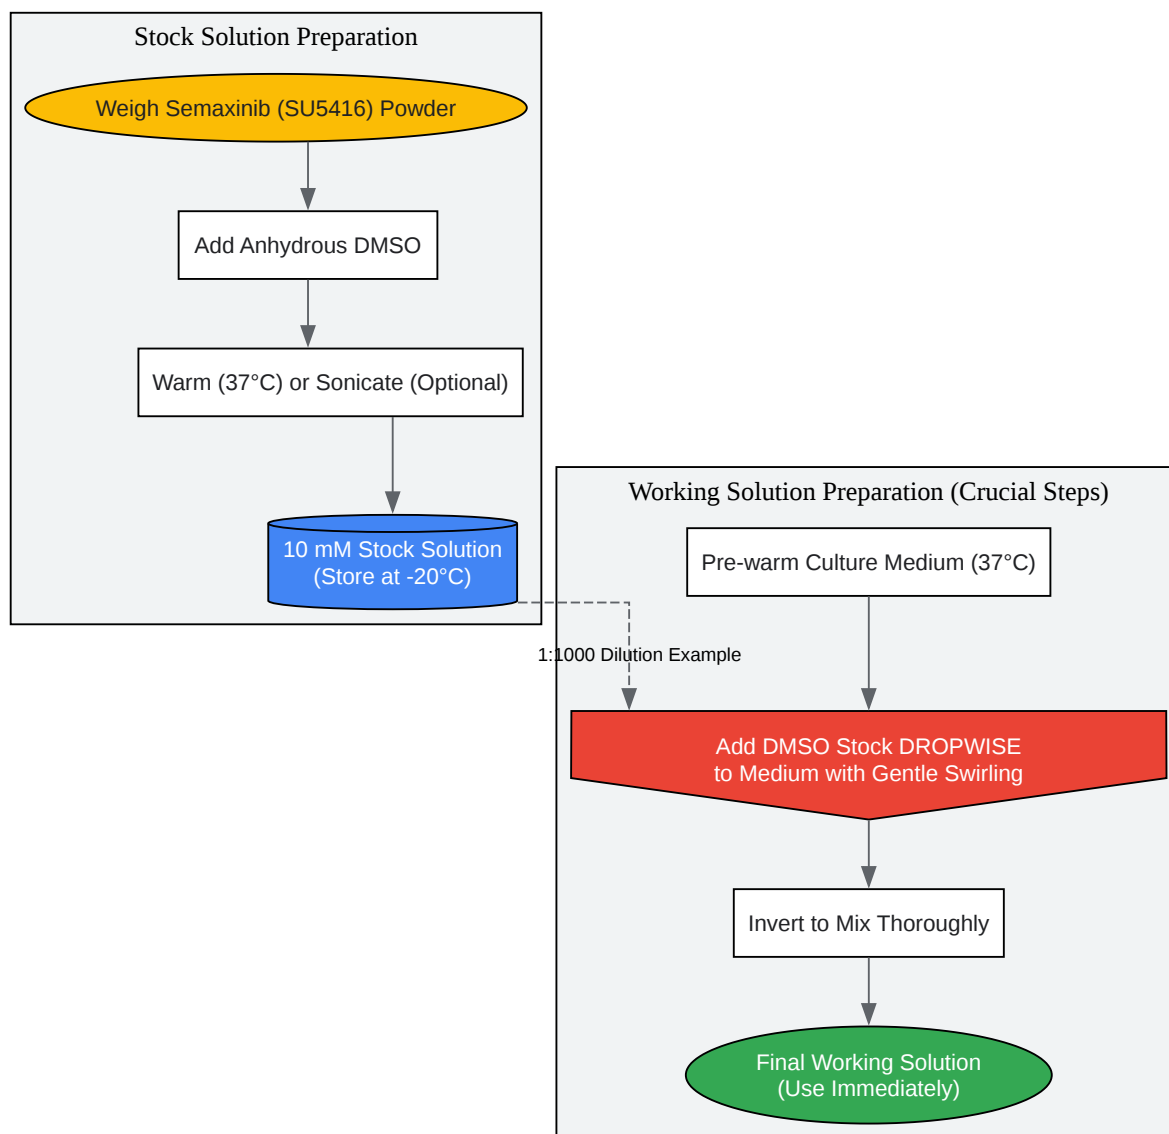 Stock Solution Preparation
Weigh Semaxinib (SU5416) Powder
Add Anhydrous DMSO
Warm (37°C) or Sonicate (Optional)
10 mM Stock Solution
(Store at -20°C)
Working Solution Preparation (Crucial Steps)
Pre-warm Culture Medium (37°C)
1:1000 Dilution Example
Add DMSO Stock DROPWISE
to Medium with Gentle Swirling
Invert to Mix Thoroughly
Final Working Solution
(Use Immediately)